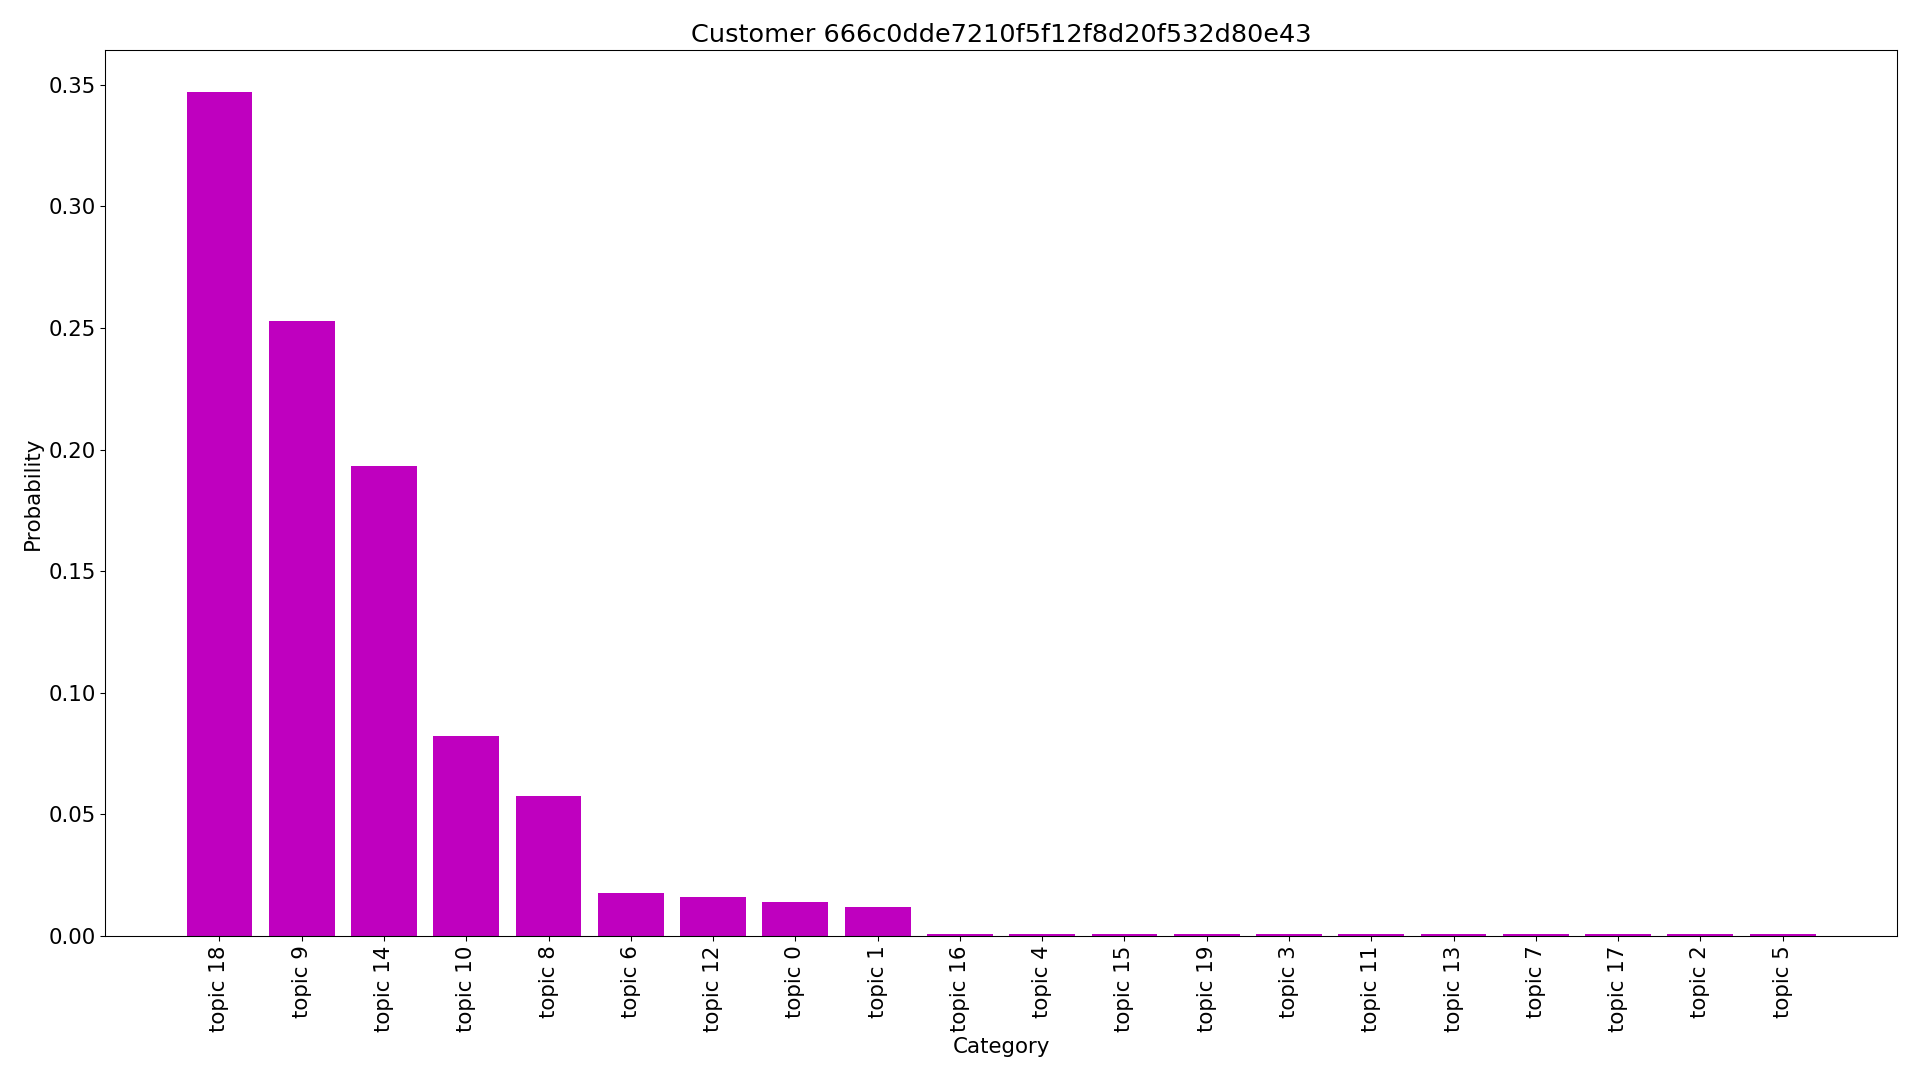 Customer 666c0dde7210f5f12f8d20f532d80e43
Probability
0.35
0.30
0.25
0.20
0.15
0.10
0.05
0.00
topic 18
topic 9
topic 14
topic 10
topic 8
topic 6
topic 12
topic 0
topic 1
topic 16
topic 4
topic 15
topic 19
topic 3
topic 11
topic 13
topic 7
topic 17
topic 2
topic 5
Category